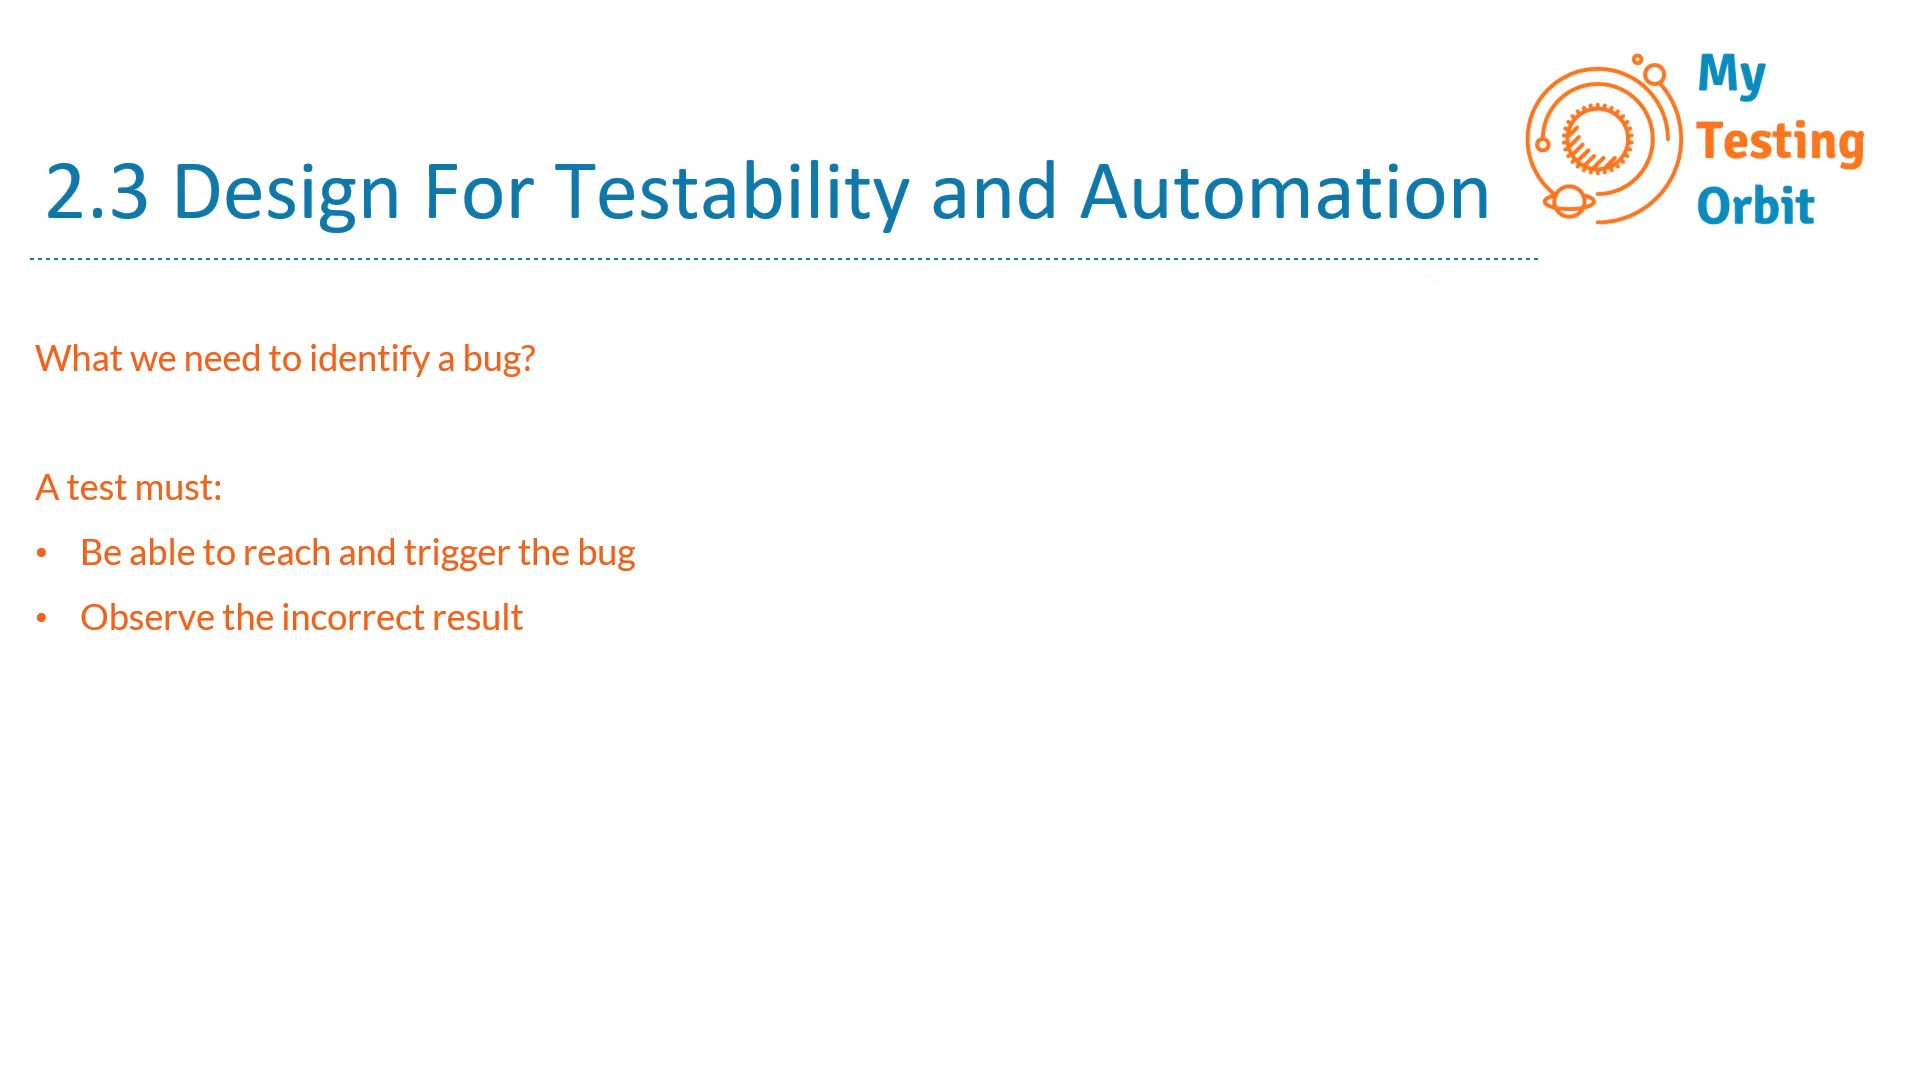 My
Testing
Orbit
2.3 Design For Testability and Automation
What we need to identify a bug?
A test must:
• Be able to reach and trigger the bug
• Observe the incorrect result